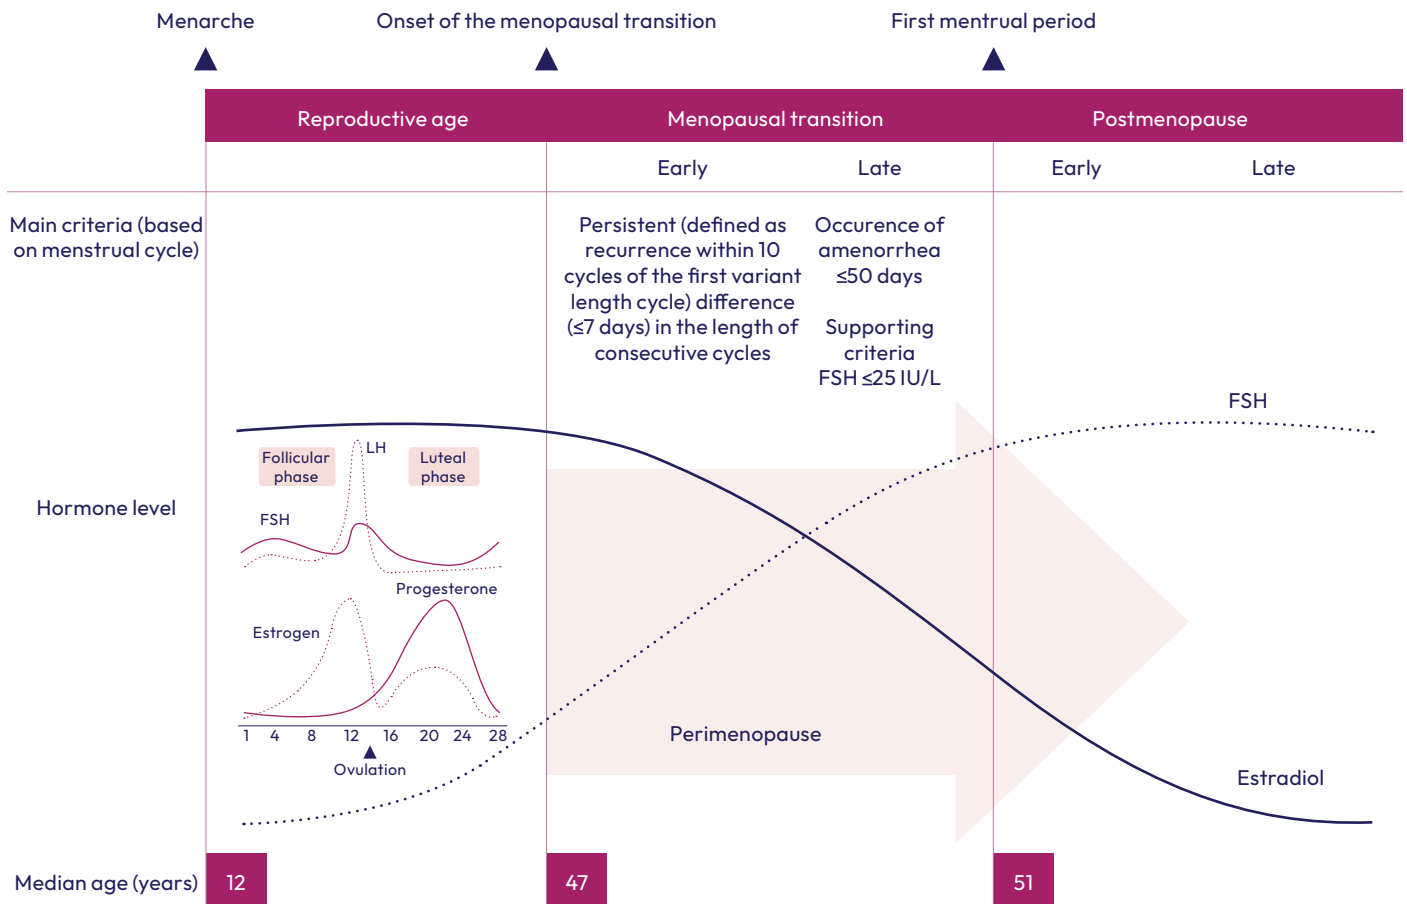 Menarche
Onset of the menopausal transition
First mentrual period
Reproductive age
Menopausal transition
Postmenopause
Early
Late
Early
Late
Main criteria (based
on menstrual cycle)
Persistent (defined as
recurrence within 10
cycles of the first variant
length cycle) difference
(≤7 days) in the length of
consecutive cycles
Occurence of
amenorrhea
≤50 days
Supporting
criteria
FSH ≤25 IU/L
FSH
Hormone level
Follicular
phase
LH
Luteal
phase
FSH
Progesterone
Estrogen
1 4 8 12 16 20 24 28
Ovulation
Perimenopause
Estradiol
Median age (years)
12
47
51